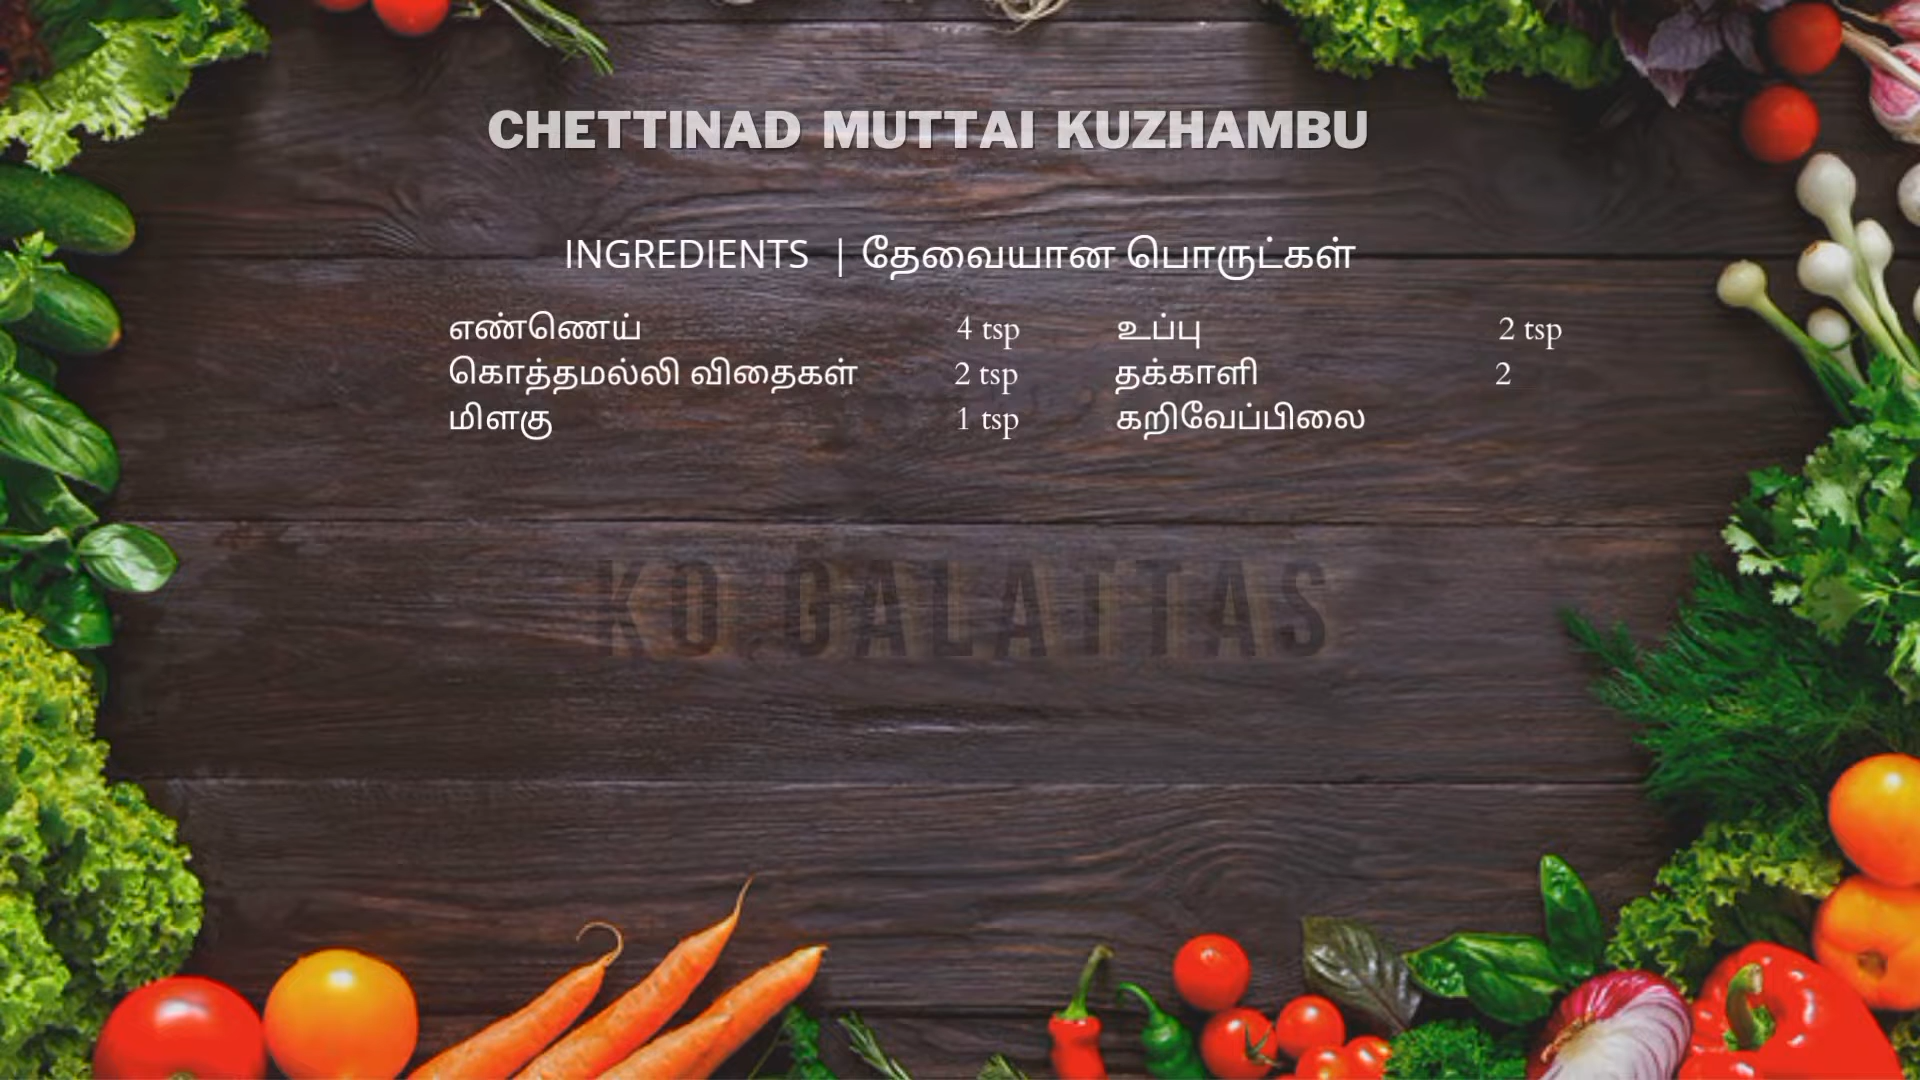 CHETTINAD MUTTAI KUZHAMBU
INGREDIENTS | தேவையான பொருட்கள்
எண்ணெய் 4 tsp
கொத்தமல்லி விதைகள் 2 tsp
மிளகு 1 tsp
உப்பு 2 tsp
தக்காளி 2
கறிவேப்பிலை
KO.GALATTAS